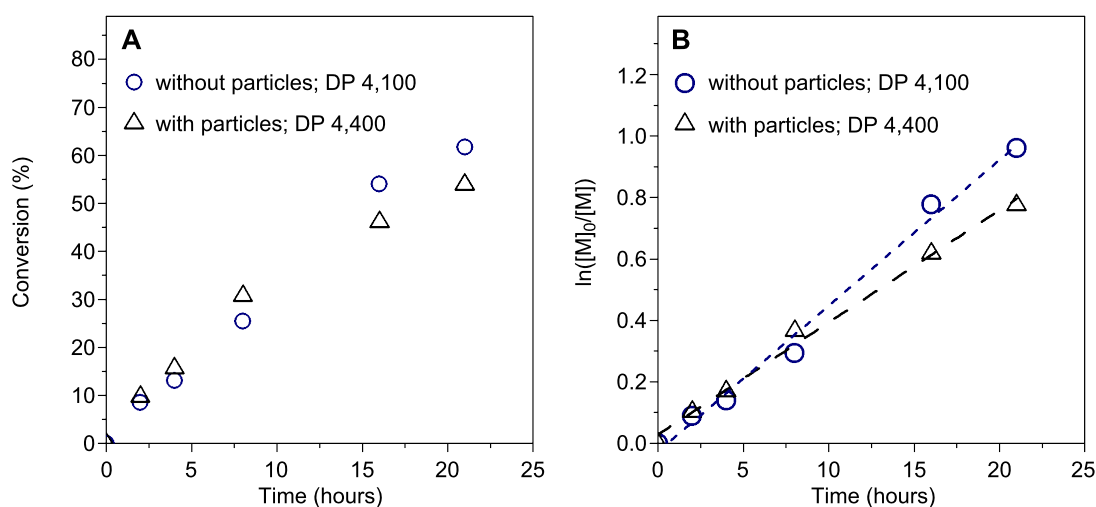 A
without particles; DP 4,100
with particles; DP 4,400
Conversion (%)
80
70
60
50
40
30
20
10
0
0 5 10 15 20 25
Time (hours)
B
without particles; DP 4,100
with particles; DP 4,400
ln([M]₀/[M])
1.2
1.0
0.8
0.6
0.4
0.2
0.0
0 5 10 15 20 25
Time (hours)